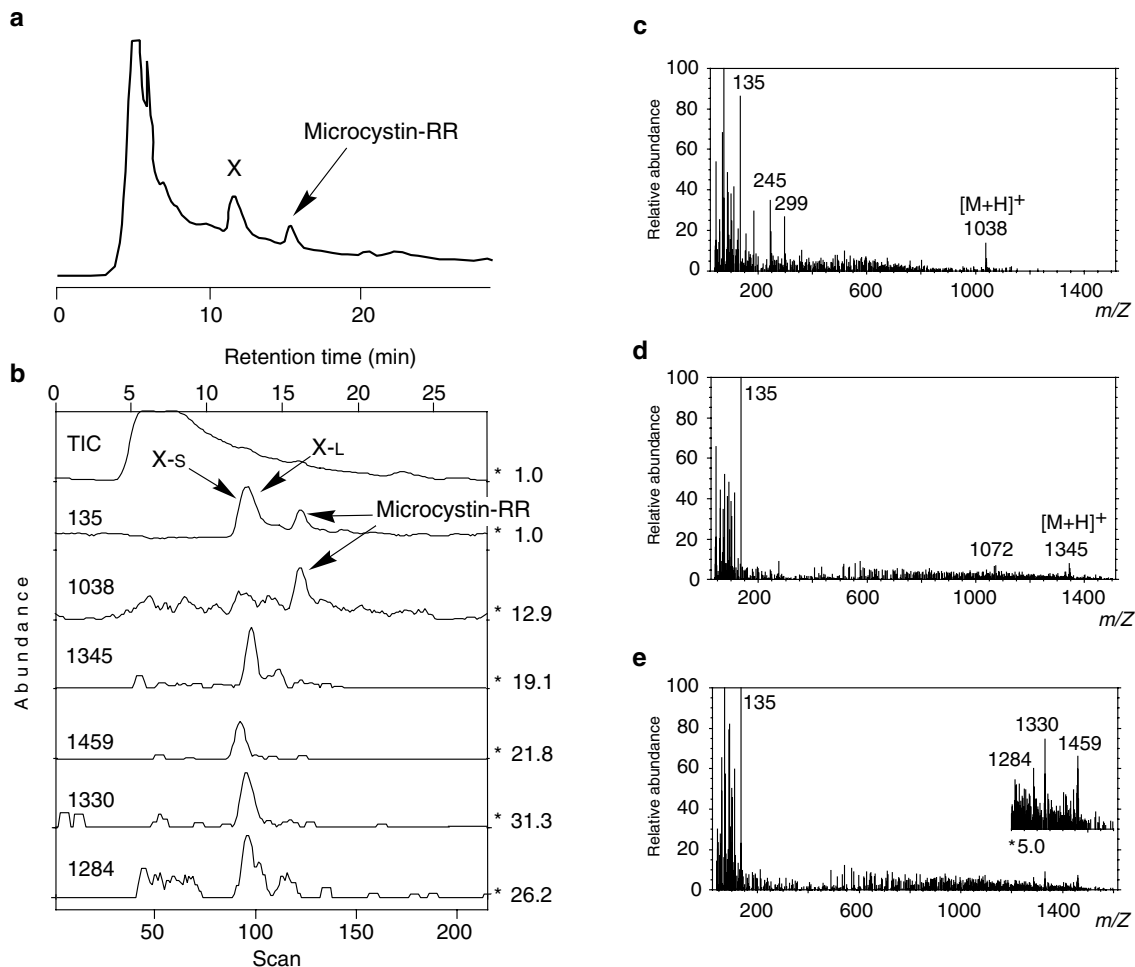 a
X
Microcystin-RR
0 10 20
Retention time (min)
b
0 5 10 15 20 25
TIC
* 1.0
X-S
X-L
135
* 1.0
Microcystin-RR
1038
* 12.9
1345
* 19.1
1459
* 21.8
1330
* 31.3
1284
* 26.2
Abundance
50 100 150 200
Scan
c
Relative abundance
100
80
60
40
20
0
135
245
299
[M+H]+
1038
200 600 1000 1400
m/Z
d
Relative abundance
100
80
60
40
20
0
135
1072
[M+H]+
1345
200 600 1000 1400
m/Z
e
Relative abundance
100
80
60
40
20
0
135
1330
1284
1459
*5.0
200 600 1000 1400
m/Z